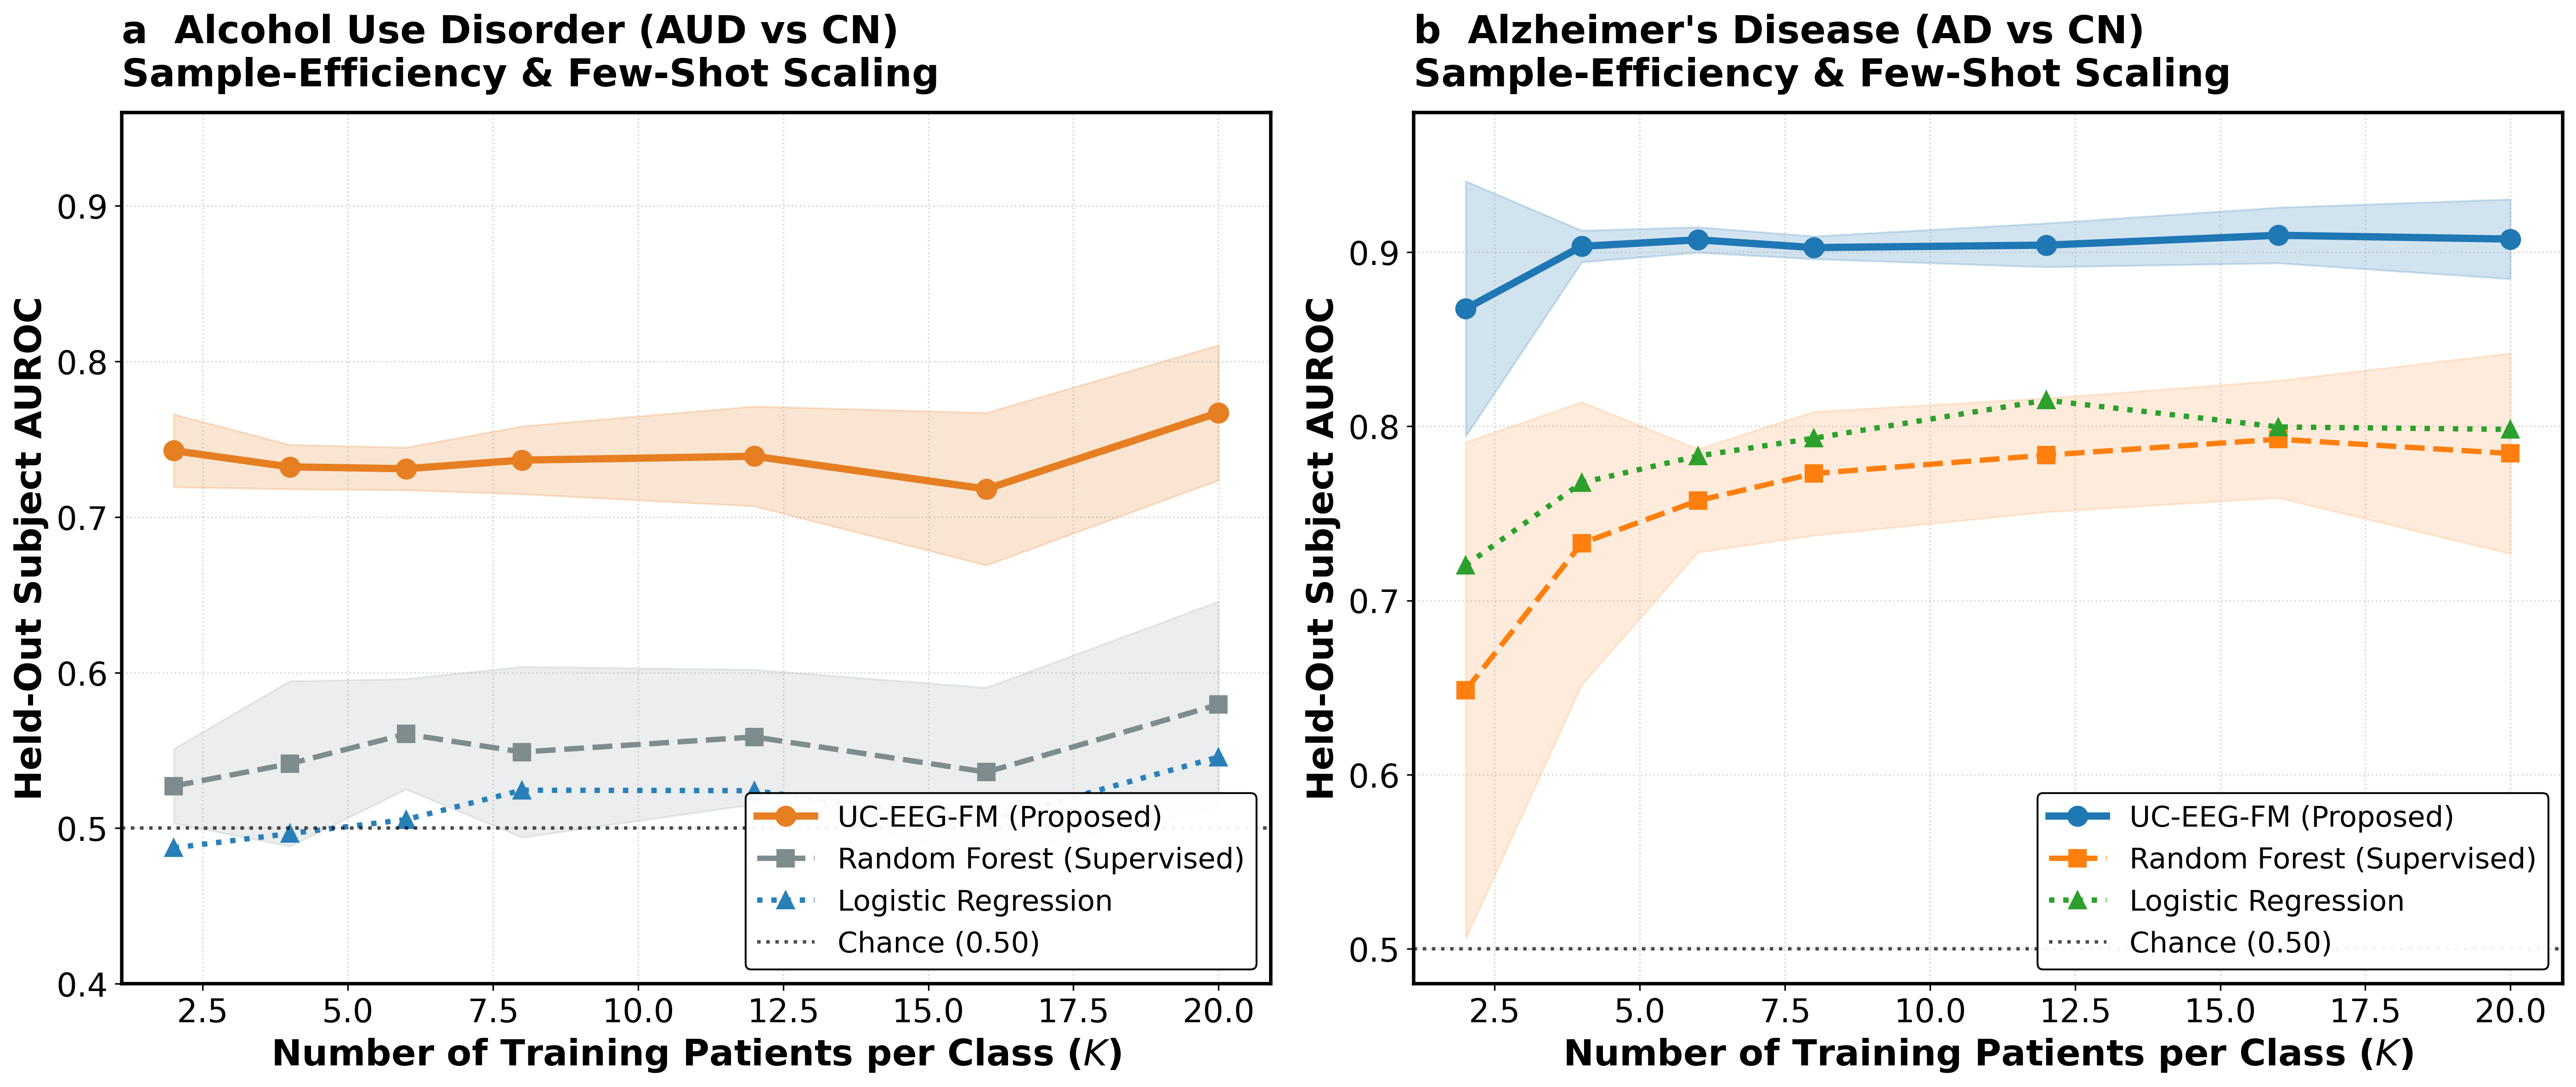 a Alcohol Use Disorder (AUD vs CN)
Sample-Efficiency & Few-Shot Scaling
Held-Out Subject AUROC
0.9
0.8
0.7
0.6
0.5
0.4
2.5 5.0 7.5 10.0 12.5 15.0 17.5 20.0
Number of Training Patients per Class (K)
UC-EEG-FM (Proposed)
Random Forest (Supervised)
Logistic Regression
Chance (0.50)
b Alzheimer's Disease (AD vs CN)
Sample-Efficiency & Few-Shot Scaling
Held-Out Subject AUROC
0.9
0.8
0.7
0.6
0.5
2.5 5.0 7.5 10.0 12.5 15.0 17.5 20.0
Number of Training Patients per Class (K)
UC-EEG-FM (Proposed)
Random Forest (Supervised)
Logistic Regression
Chance (0.50)